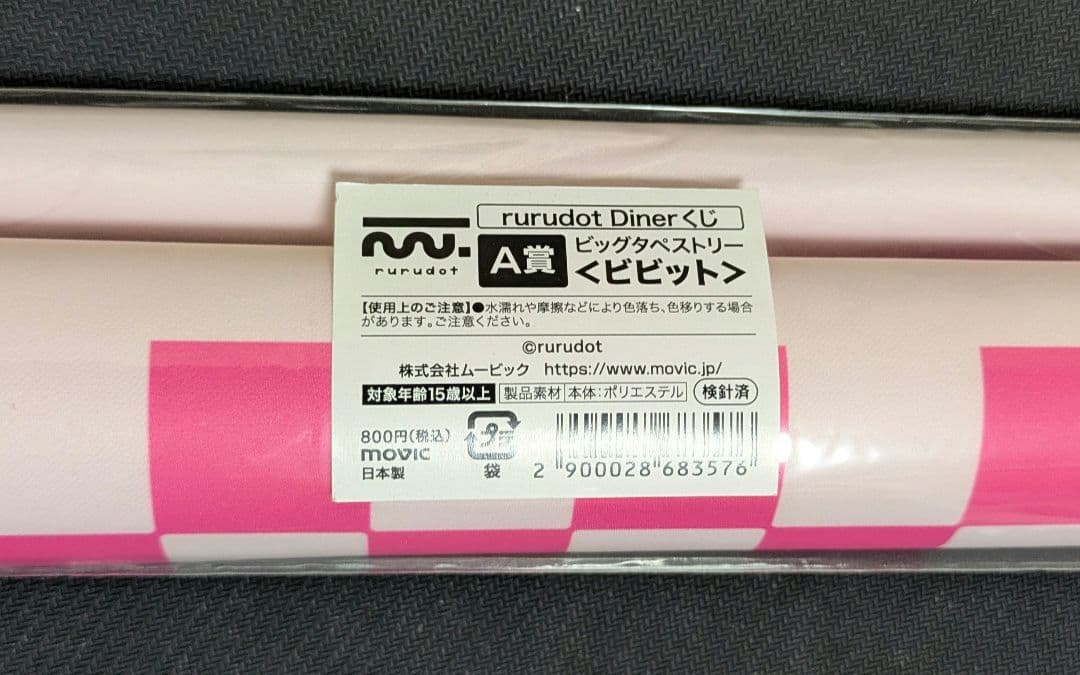 rurudot Dinerくじ
rurudot
A賞
ビッグタペストリー
<ビビット>
【使用上のご注意】●水濡れや摩擦などにより色落ち、色移りする場合
があります。ご注意ください。
©rurudot
株式会社ムービック https://www.movic.jp/
対象年齢15歳以上 製品素材 本体:ポリエステル 検針済
800円(税込)
movic
日本製
プラ
袋
2 900028 683576